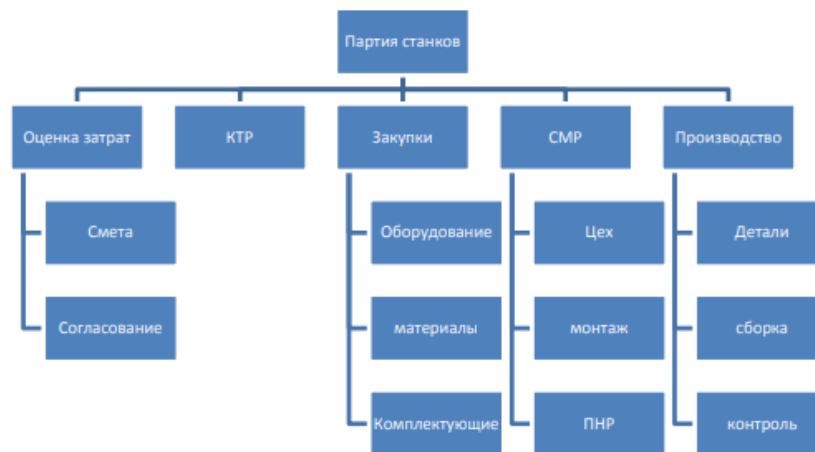 Партия станков
Оценка затрат
КТР
Закупки
СМР
Производство
Смета
Оборудование
Цех
Детали
Согласование
материалы
монтаж
сборка
Комплектующие
ПНР
контроль